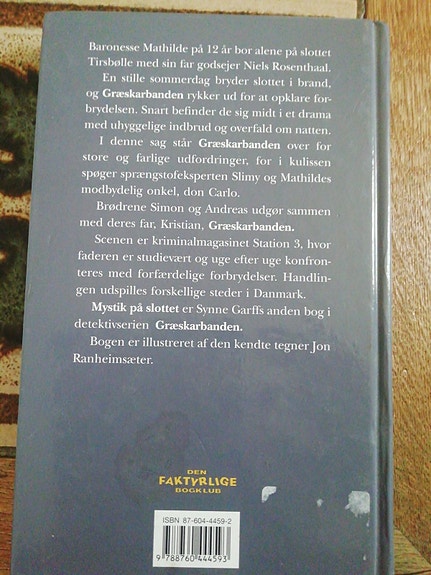 Baronesse Mathilde på 12 år bor alene på slottet
Tirsbølle med sin far godsejer Niels Rosenthaal.
En stille sommerdag bryder slottet i brand,
og Græskarbanden rykker ud for at opklare for-
brydelsen. Snart befinder de sig midt i et drama
med uhyggelige indbrud og overfald om natten.
I denne sag står Græskarbanden over for
store og farlige udfordringer, for i kulissen
spøger sprængstofeksperten Slimy og Mathildes
modbydelig onkel, don Carlo.
Brødrene Simon og Andreas udgør sammen
med deres far, Kristian, Græskarbanden.
Scenen er kriminalmagasinet Station 3, hvor
faderen er studievært og uge efter uge konfron-
teres med forfærdelige forbrydelser. Handlin-
gen udspilles forskellige steder i Danmark.
Mystik på slottet er Synne Garffs anden bog i
detektivserien Græskarbanden.
Bogen er illustreret af den kendte tegner Jon
Ranheimsæter.
DEN
FAKTYRLIGE
BOGKLUB
ISBN 87-604-4459-2
9 788760 444593